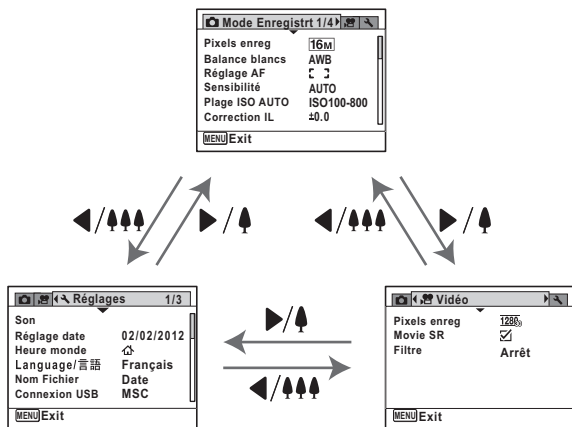 Mode Enregistrt 1/4
Pixels enreg 16M
Balance blancs AWB
Réglage AF
Sensibilité AUTO
Plage ISO AUTO ISO100-800
Correction IL ±0.0
MENU Exit
/
/
/
/
Réglages 1/3
Son
Réglage date 02/02/2012
Heure monde
Language/言語 Français
Nom Fichier Date
Connexion USB MSC
MENU Exit
/
/
Vidéo
Pixels enreg 1280
Movie SR
Filtre Arrêt
MENU Exit